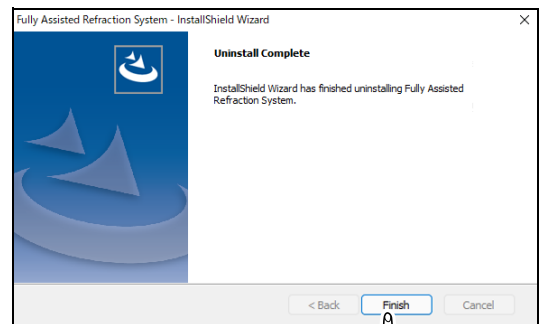 Fully Assisted Refraction System - InstallShield Wizard
Uninstall Complete
InstallShield Wizard has finished uninstalling Fully Assisted
Refraction System.
< Back Finish Cancel